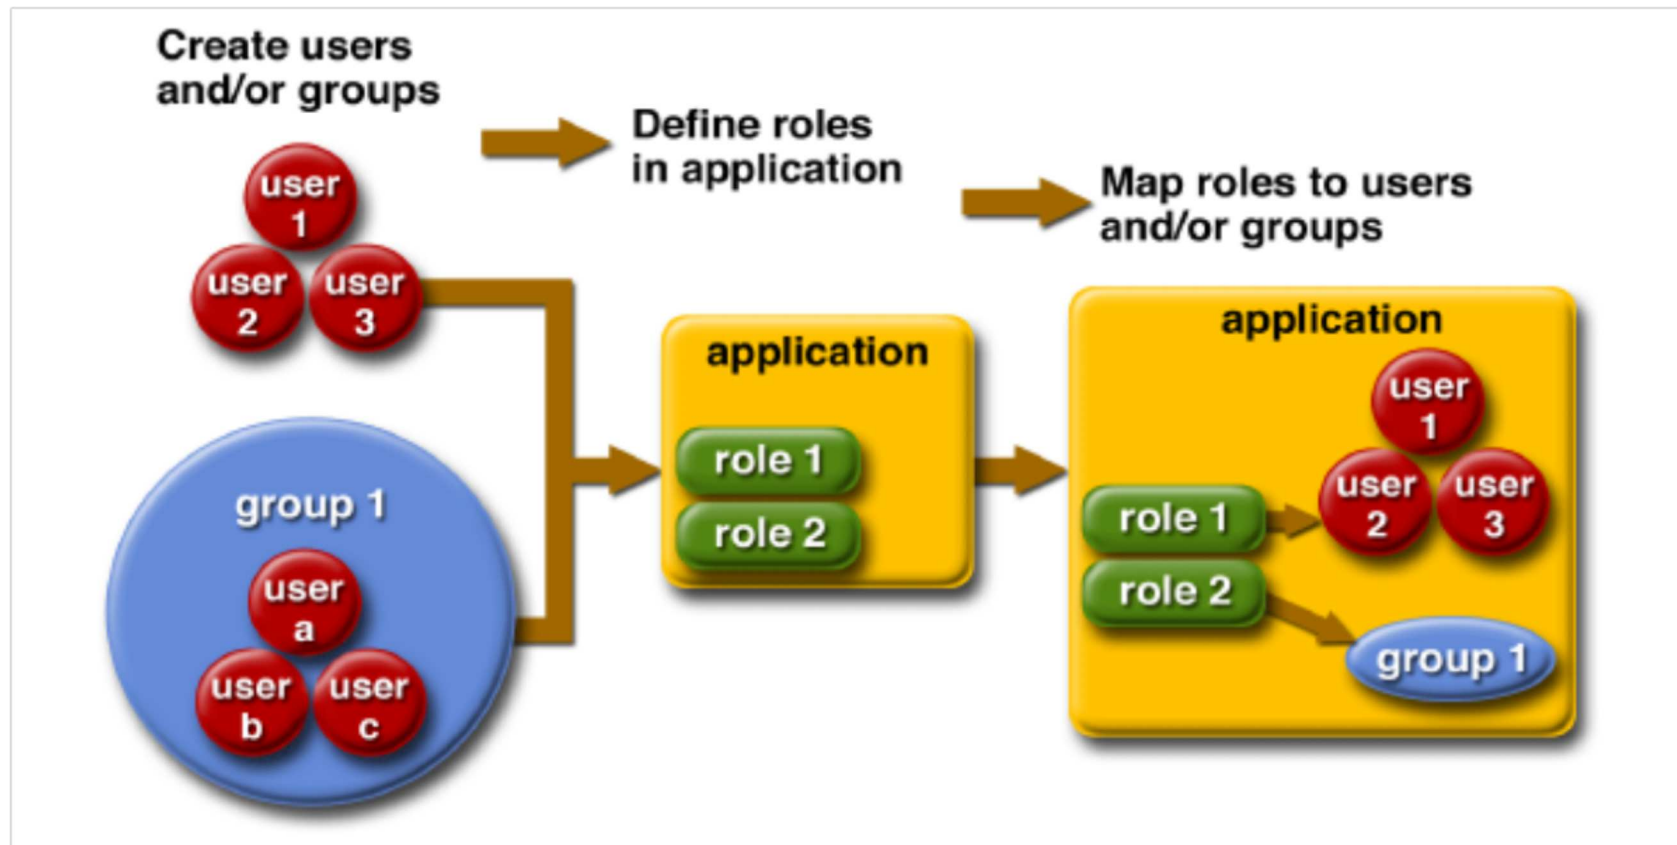 Create users
and/or groups
Define roles
in application
Map roles to users
and/or groups
user
1
user
2
user
3
group 1
user
a
user
b
user
c
application
role 1
role 2
application
user
1
user
2
user
3
role 1
role 2
group 1